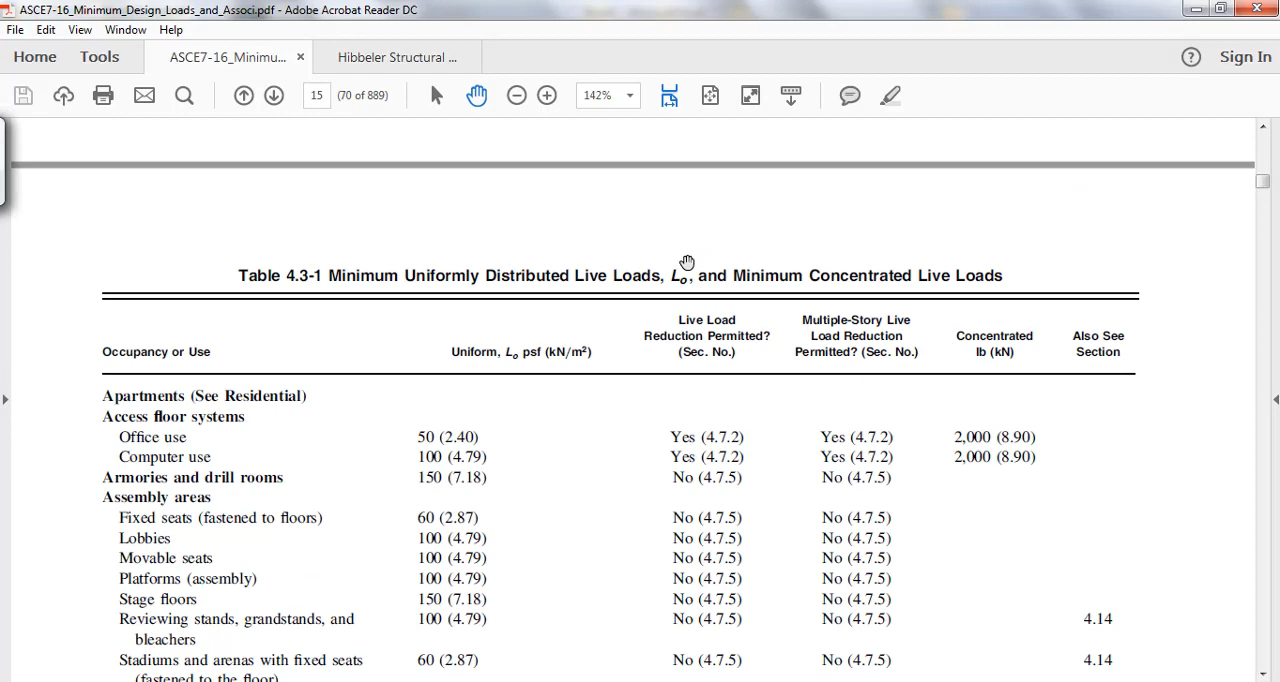 ASCE7-16_Minimum_Design_Loads_and_Associ.pdf - Adobe Acrobat Reader DC
File Edit View Window Help
Home Tools ASCE7-16_Minimu... × Hibbeler Structural ... ? Sign In
15 (70 of 889) 142%
Table 4.3-1 Minimum Uniformly Distributed Live Loads, Lo, and Minimum Concentrated Live Loads
Live Load Multiple-Story Live
Reduction Permitted? Load Reduction Concentrated Also See
Occupancy or Use Uniform, Lo psf (kN/m²) (Sec. No.) Permitted? (Sec. No.) lb (kN) Section
Apartments (See Residential)
Access floor systems
Office use 50 (2.40) Yes (4.7.2) Yes (4.7.2) 2,000 (8.90)
Computer use 100 (4.79) Yes (4.7.2) Yes (4.7.2) 2,000 (8.90)
Armories and drill rooms 150 (7.18) No (4.7.5) No (4.7.5)
Assembly areas
Fixed seats (fastened to floors) 60 (2.87) No (4.7.5) No (4.7.5)
Lobbies 100 (4.79) No (4.7.5) No (4.7.5)
Movable seats 100 (4.79) No (4.7.5) No (4.7.5)
Platforms (assembly) 100 (4.79) No (4.7.5) No (4.7.5)
Stage floors 150 (7.18) No (4.7.5) No (4.7.5)
Reviewing stands, grandstands, and 100 (4.79) No (4.7.5) No (4.7.5) 4.14
bleachers
Stadiums and arenas with fixed seats 60 (2.87) No (4.7.5) No (4.7.5) 4.14
(fastened to the floor)